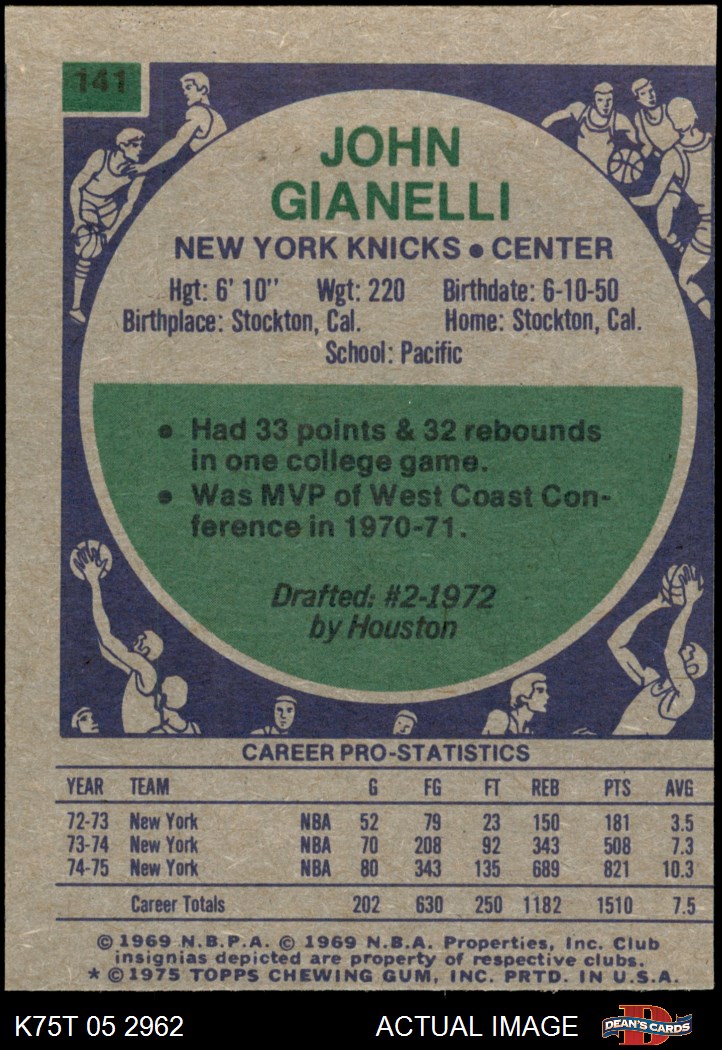 141
JOHN
GIANELLI
NEW YORK KNICKS • CENTER
Hgt: 6' 10'' Wgt: 220 Birthdate: 6-10-50
Birthplace: Stockton, Cal. Home: Stockton, Cal.
School: Pacific
• Had 33 points & 32 rebounds
in one college game.
• Was MVP of West Coast Con-
ference in 1970-71.
Drafted: #2-1972
by Houston
CAREER PRO-STATISTICS
YEAR TEAM G FG FT REB PTS AVG
72-73 New York NBA 52 79 23 150 181 3.5
73-74 New York NBA 70 208 92 343 508 7.3
74-75 New York NBA 80 343 135 689 821 10.3
Career Totals 202 630 250 1182 1510 7.5
© 1969 N.B.P.A. © 1969 N.B.A. Properties, Inc. Club
insignias depicted are property of respective clubs.
* © 1975 TOPPS CHEWING GUM, INC. PRTD. IN U.S.A.
K75T 05 2962 ACTUAL IMAGE DEAN'S CARDS